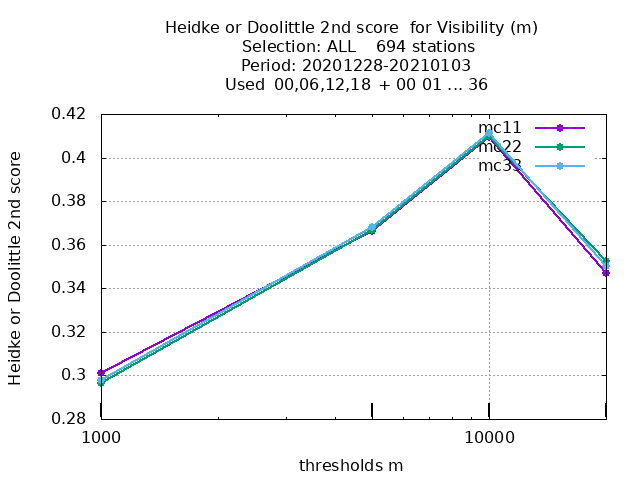 Heidke or Doolittle 2nd score  for Visibility (m)
Selection: ALL    694 stations
Period: 20201228-20210103
Used  00,06,12,18  + 00 01 ... 36
Heidke or Doolittle 2nd score
0.42
0.4
0.38
0.36
0.34
0.32
0.3
0.28
mc11
mc22
mc33
1000
10000
thresholds m